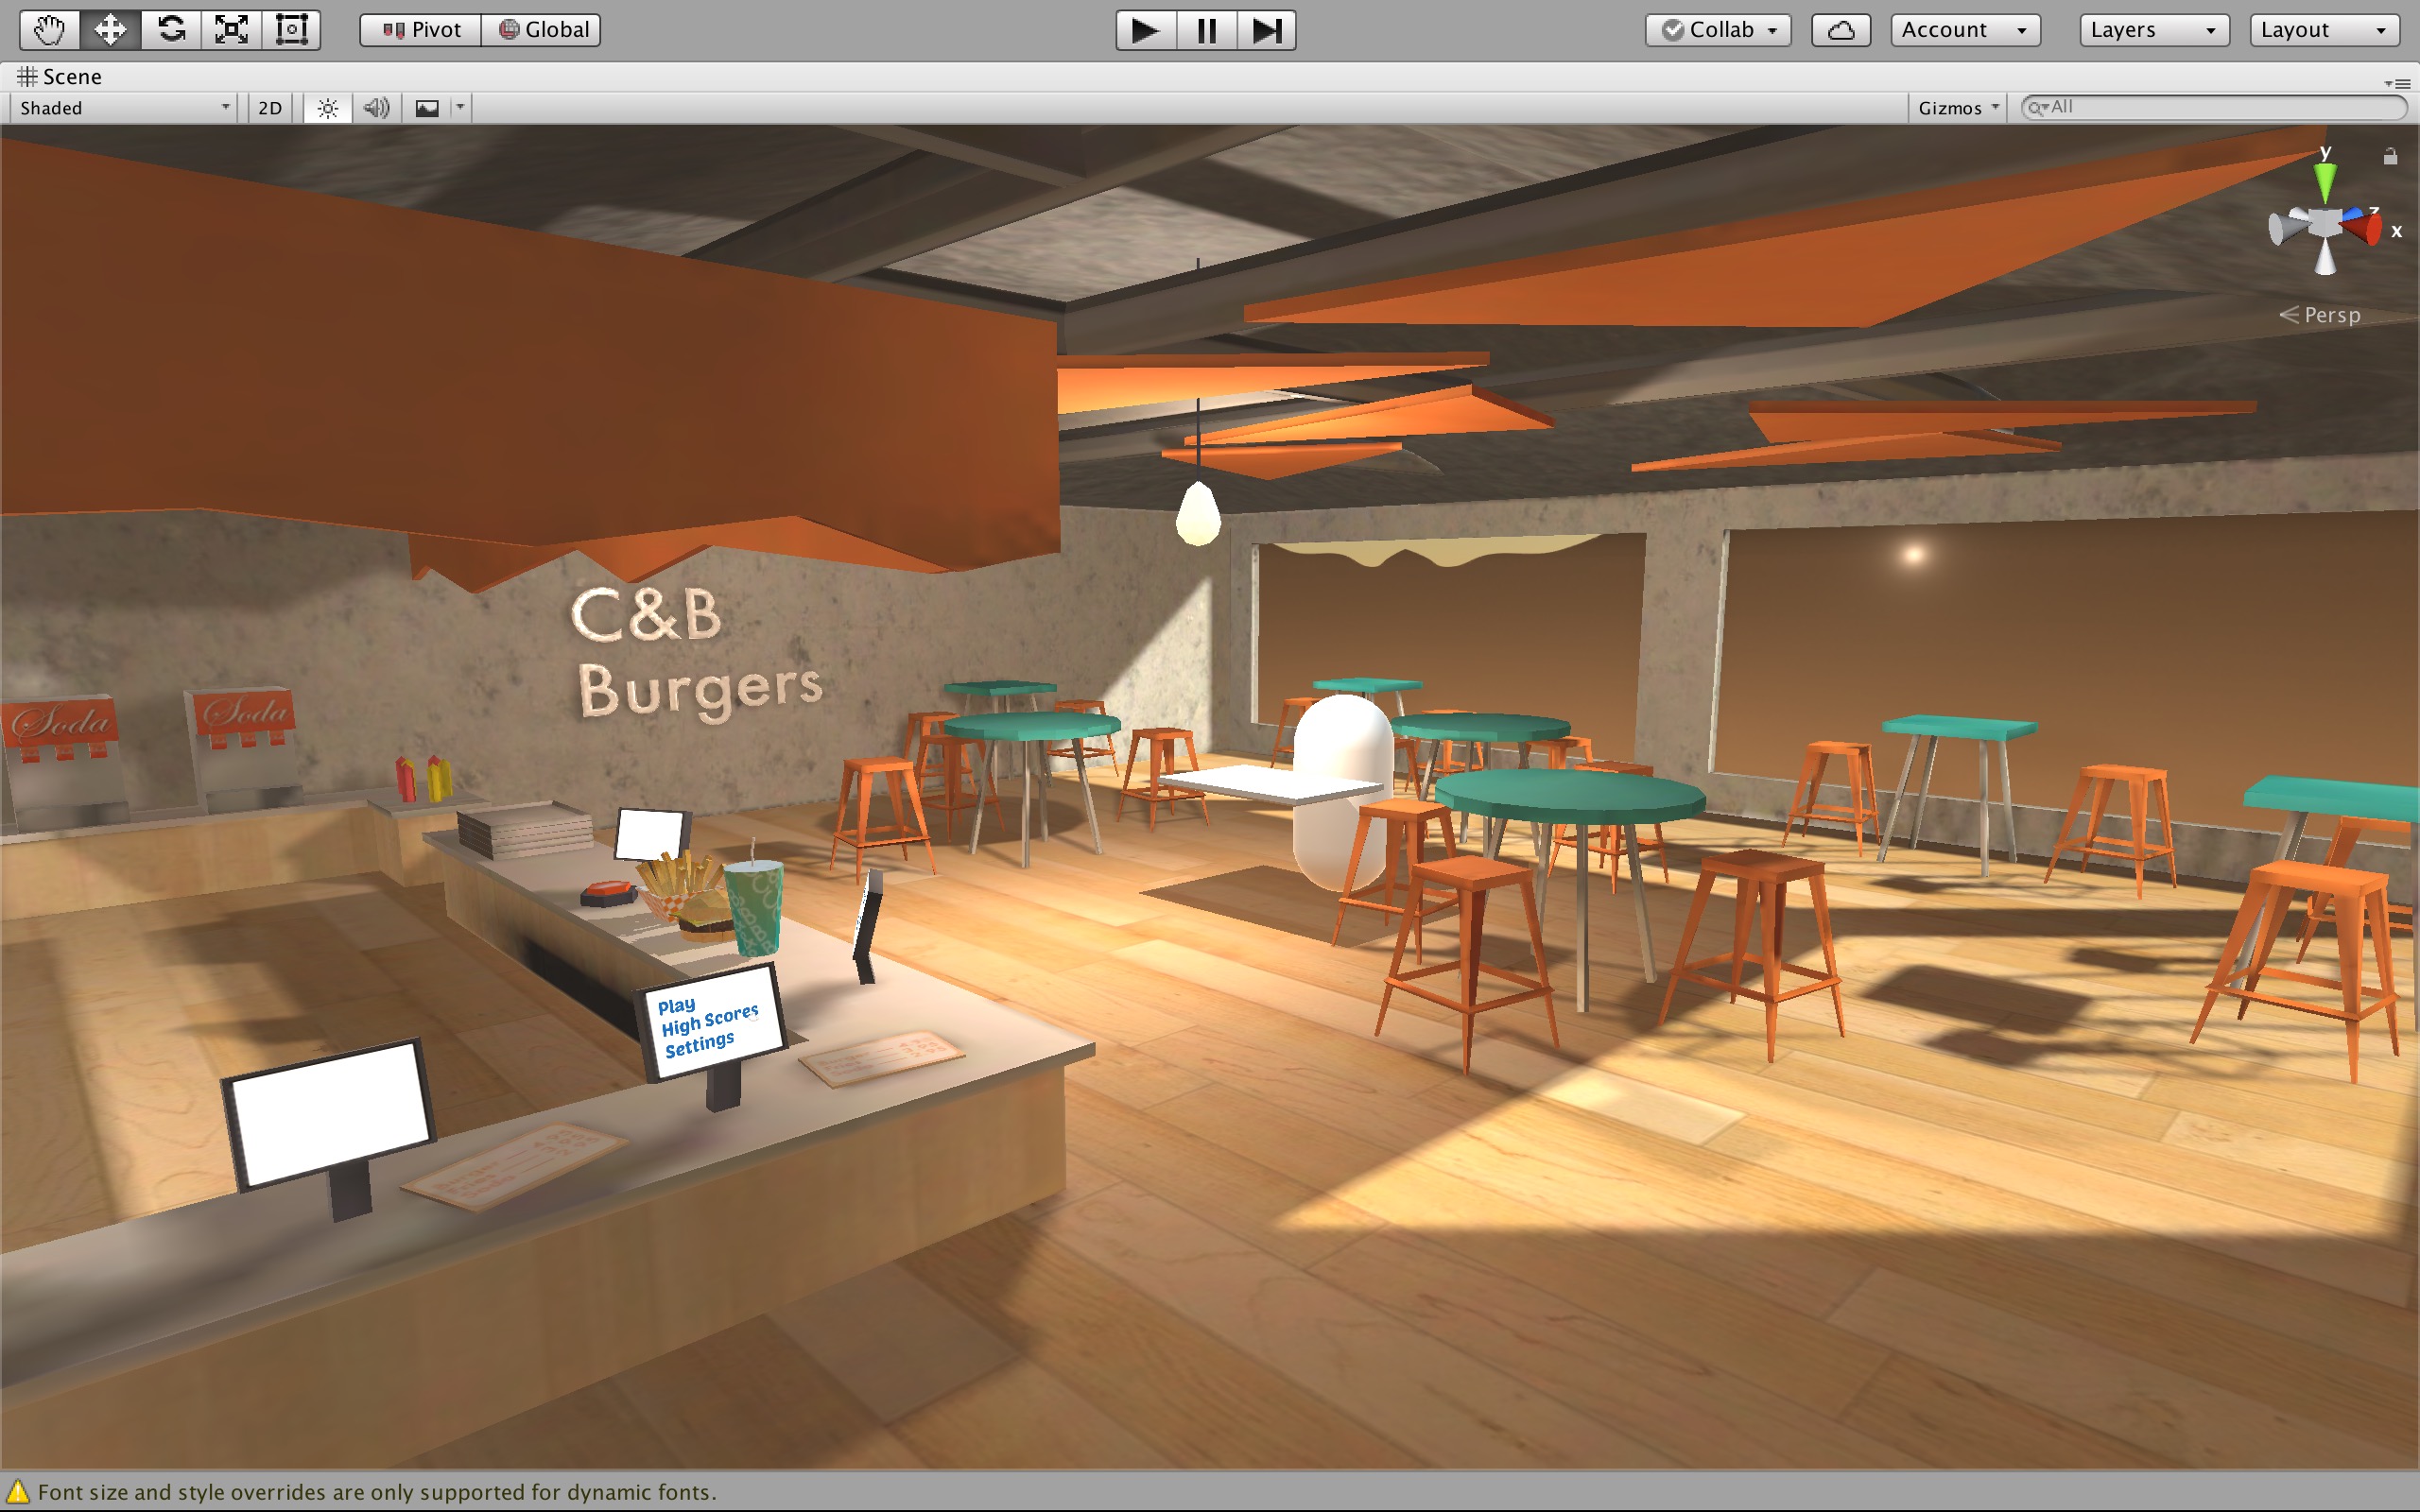 Pivot
Global
Collab
Account
Layers
Layout
Scene
Shaded
2D
Gizmos
All
y
z
x
Persp
C&B
Burgers
Soda
Soda
Play
High Scores
Settings
Font size and style overrides are only supported for dynamic fonts.